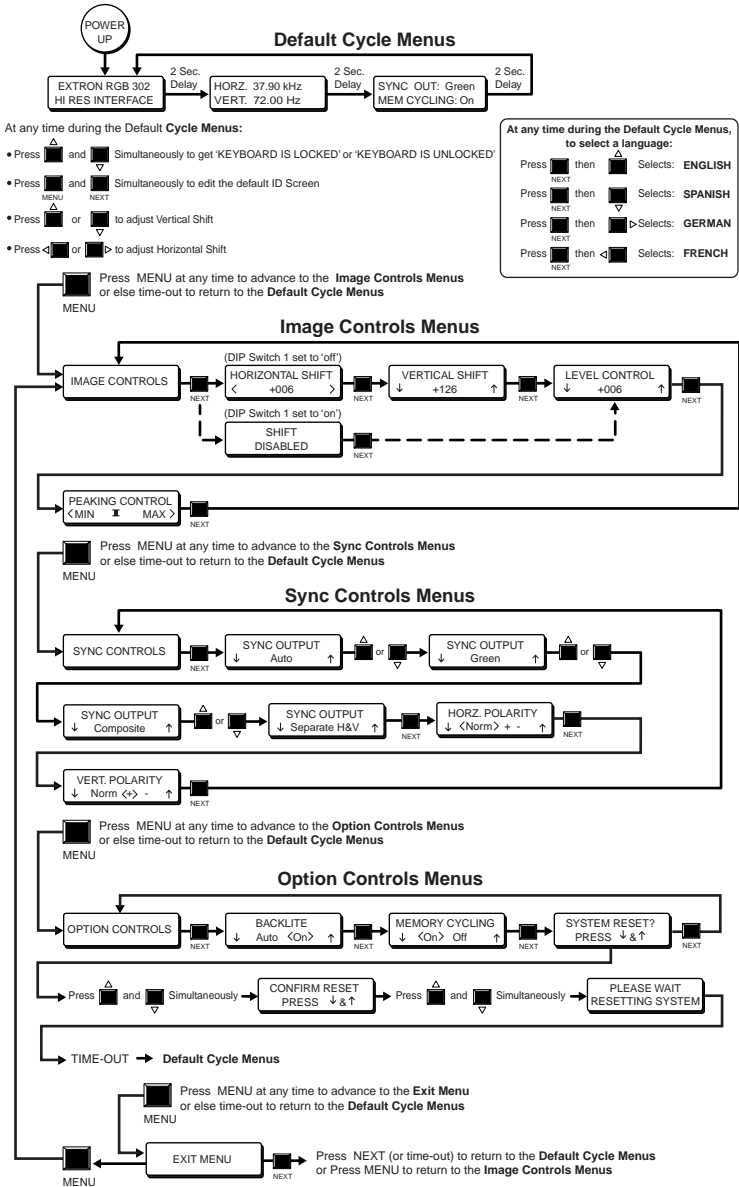 POWER
UP
Default Cycle Menus
EXTRON RGB 302
HI RES INTERFACE
2 Sec.
Delay
HORZ. 37.90 kHz
VERT. 72.00 Hz
2 Sec.
Delay
SYNC OUT: Green
MEM CYCLING: On
2 Sec.
Delay
At any time during the Default Cycle Menus:
• Press and Simultaneously to get 'KEYBOARD IS LOCKED' or 'KEYBOARD IS UNLOCKED'
• Press and Simultaneously to edit the default ID Screen
MENU NEXT
• Press or to adjust Vertical Shift
• Press or to adjust Horizontal Shift
At any time during the Default Cycle Menus,
to select a language:
Press then Selects: ENGLISH
NEXT
Press then Selects: SPANISH
NEXT
Press then Selects: GERMAN
NEXT
Press then Selects: FRENCH
NEXT
Press MENU at any time to advance to the Image Controls Menus
or else time-out to return to the Default Cycle Menus
MENU
Image Controls Menus
IMAGE CONTROLS
NEXT
(DIP Switch 1 set to 'off')
HORIZONTAL SHIFT
< +006 >
NEXT
VERTICAL SHIFT
↓ +126 ↑
NEXT
LEVEL CONTROL
↓ +006 ↑
NEXT
(DIP Switch 1 set to 'on')
SHIFT
DISABLED
NEXT
PEAKING CONTROL
<MIN MAX>
NEXT
Press MENU at any time to advance to the Sync Controls Menus
or else time-out to return to the Default Cycle Menus
MENU
Sync Controls Menus
SYNC CONTROLS
NEXT
SYNC OUTPUT
↓ Auto ↑
or
SYNC OUTPUT
↓ Green ↑
or
SYNC OUTPUT
↓ Composite ↑
or
SYNC OUTPUT
↓ Separate H&V ↑
NEXT
HORZ. POLARITY
↓ <Norm> + - ↑
NEXT
VERT. POLARITY
↓ Norm <+> - ↑
NEXT
Press MENU at any time to advance to the Option Controls Menus
or else time-out to return to the Default Cycle Menus
MENU
Option Controls Menus
OPTION CONTROLS
NEXT
BACKLITE
↓ Auto <On> ↑
NEXT
MEMORY CYCLING
↓ <On> Off ↑
NEXT
SYSTEM RESET?
PRESS ↓&↑
NEXT
Press and Simultaneously
CONFIRM RESET
PRESS ↓&↑
Press and Simultaneously
PLEASE WAIT
RESETTING SYSTEM
TIME-OUT Default Cycle Menus
Press MENU at any time to advance to the Exit Menu
or else time-out to return to the Default Cycle Menus
MENU
MENU
EXIT MENU
NEXT
Press NEXT (or time-out) to return to the Default Cycle Menus
or Press MENU to return to the Image Controls Menus